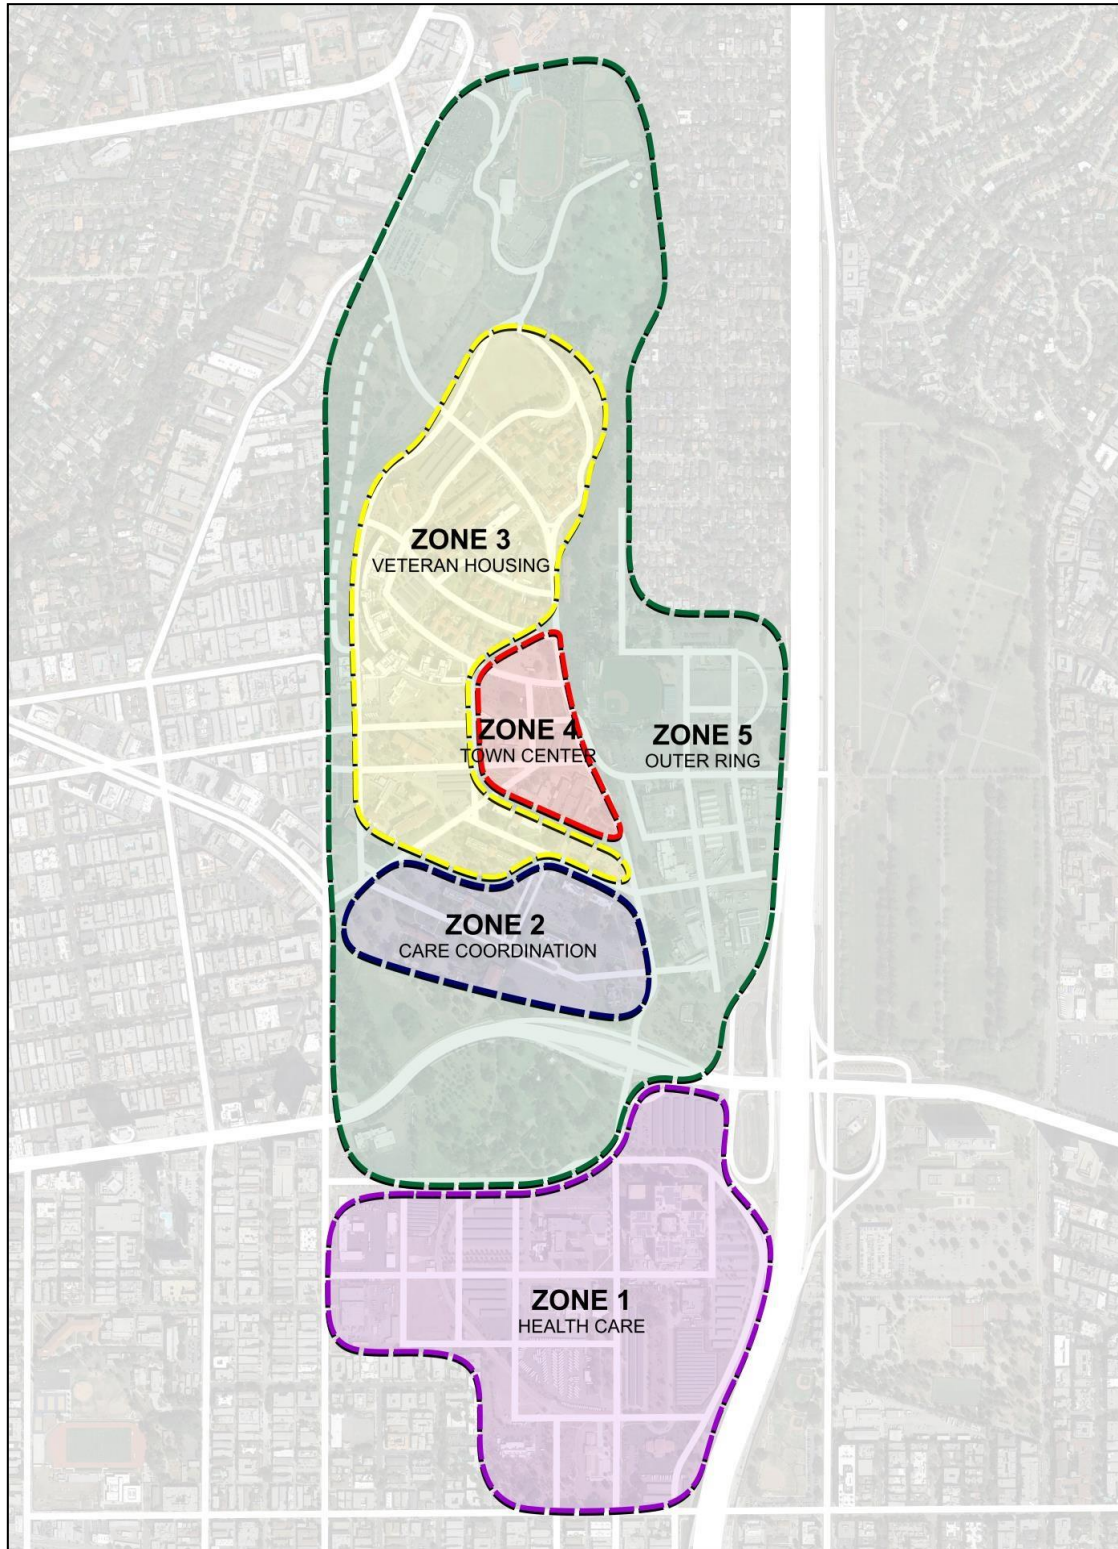 ZONE 3
VETERAN HOUSING
ZONE 4
TOWN CENTER
ZONE 5
OUTER RING
ZONE 2
CARE COORDINATION
ZONE 1
HEALTH CARE